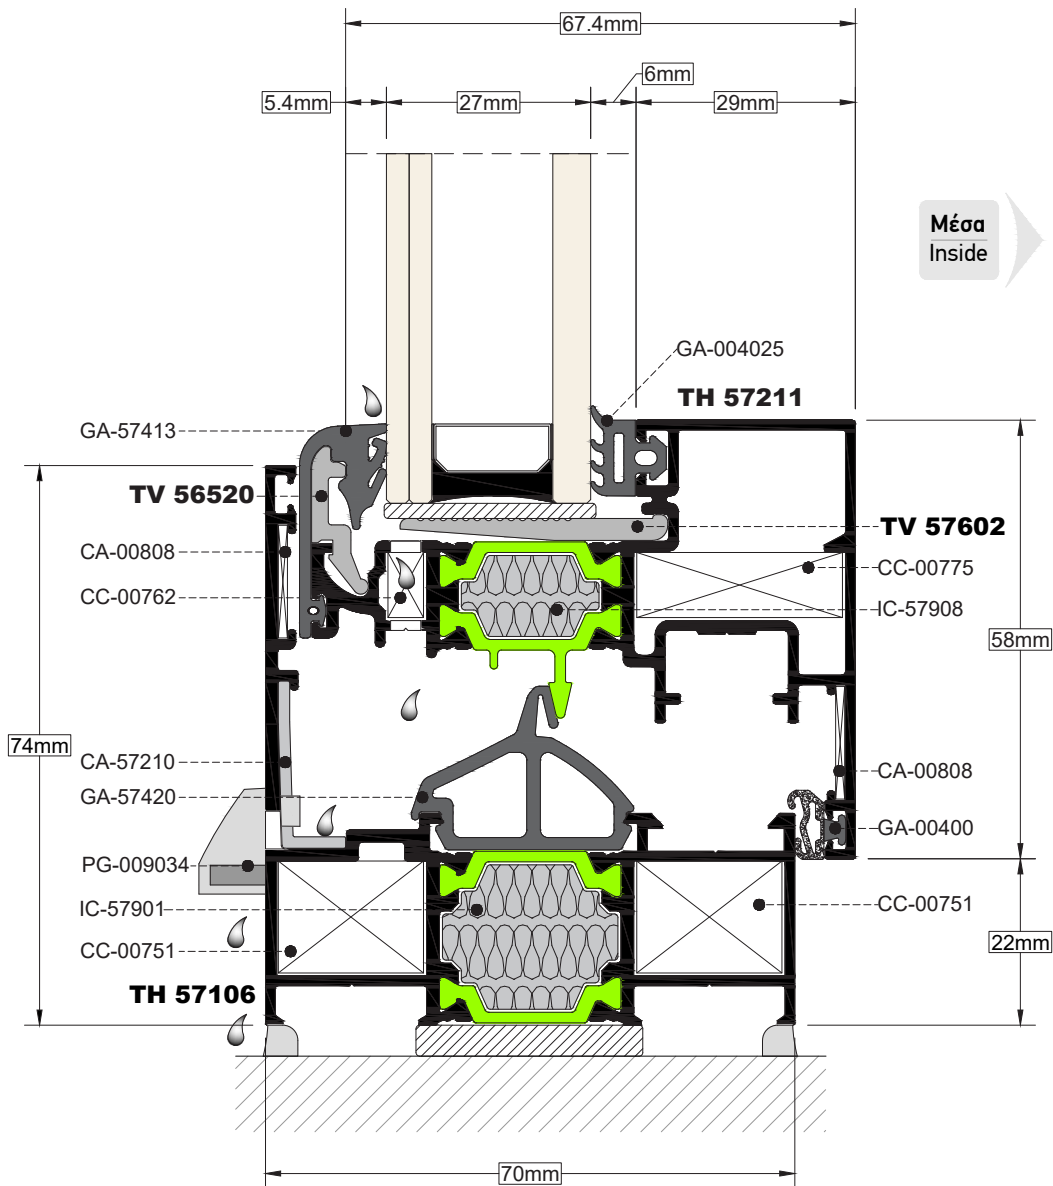 67.4mm
6mm
5.4mm
27mm
29mm
Μέσα
Inside
GA-004025
TH 57211
GA-57413
TV 56520
TV 57602
CA-00808
CC-00775
CC-00762
IC-57908
58mm
74mm
CA-57210
CA-00808
GA-57420
GA-00400
PG-009034
IC-57901
CC-00751
22mm
CC-00751
TH 57106
70mm